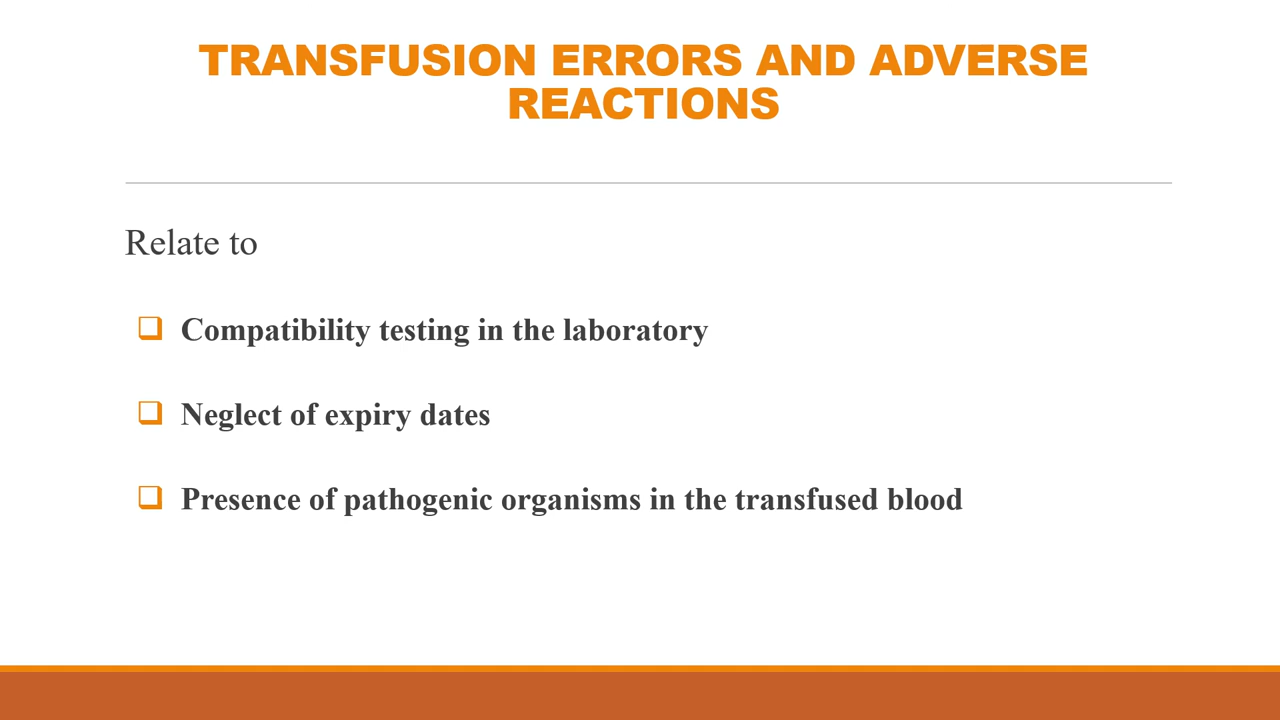 TRANSFUSION ERRORS AND ADVERSE
REACTIONS
Relate to
Compatibility testing in the laboratory
Neglect of expiry dates
Presence of pathogenic organisms in the transfused blood